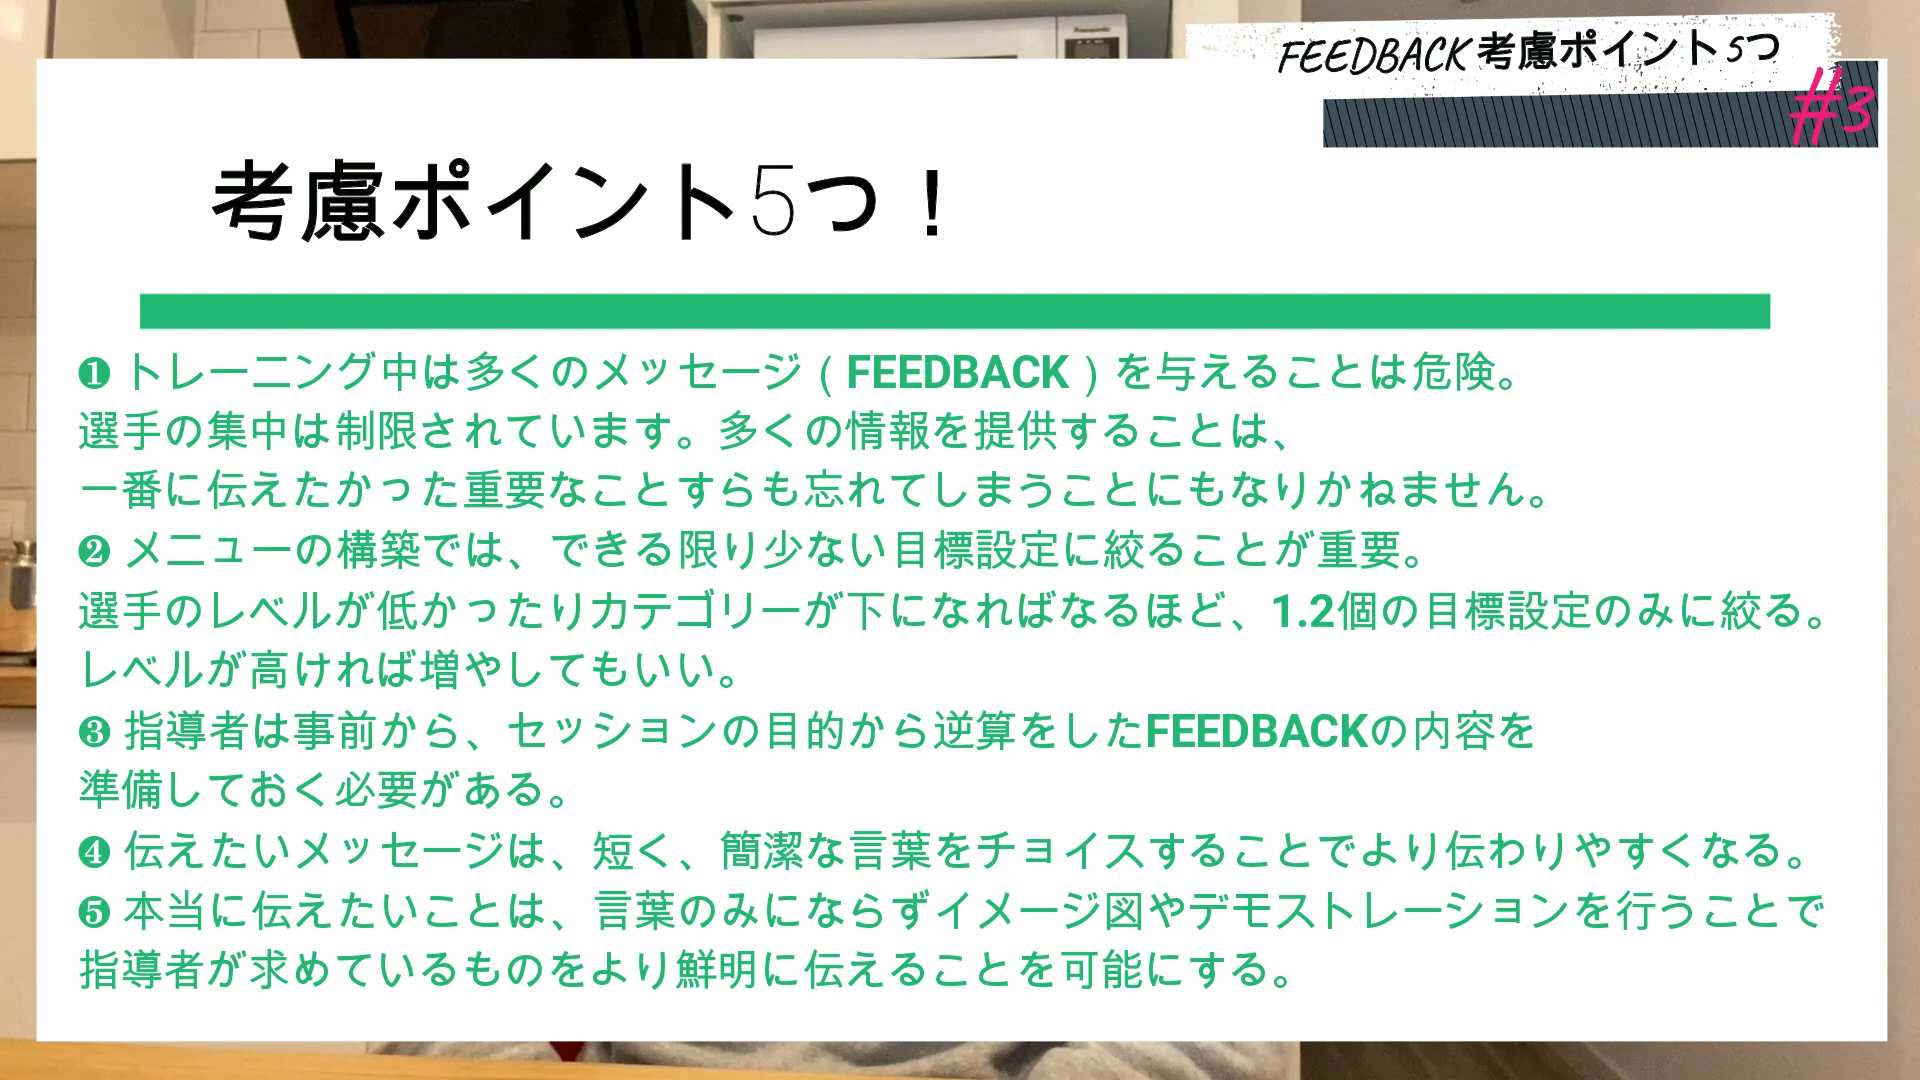 FEEDBACK考慮ポイント5つ
#3
考慮ポイント5つ！
❶ トレーニング中は多くのメッセージ（FEEDBACK）を与えることは危険。
選手の集中は制限されています。多くの情報を提供することは、
一番に伝えたかった重要なことすらも忘れてしまうことにもなりかねません。
❷ メニューの構築では、できる限り少ない目標設定に絞ることが重要。
選手のレベルが低かったりカテゴリーが下になればなるほど、1.2個の目標設定のみに絞る。
レベルが高ければ増やしてもいい。
❸ 指導者は事前から、セッションの目的から逆算をしたFEEDBACKの内容を
準備しておく必要がある。
❹ 伝えたいメッセージは、短く、簡潔な言葉をチョイスすることでより伝わりやすくなる。
❺ 本当に伝えたいことは、言葉のみにならずイメージ図やデモストレーションを行うことで
指導者が求めているものをより鮮明に伝えることを可能にする。